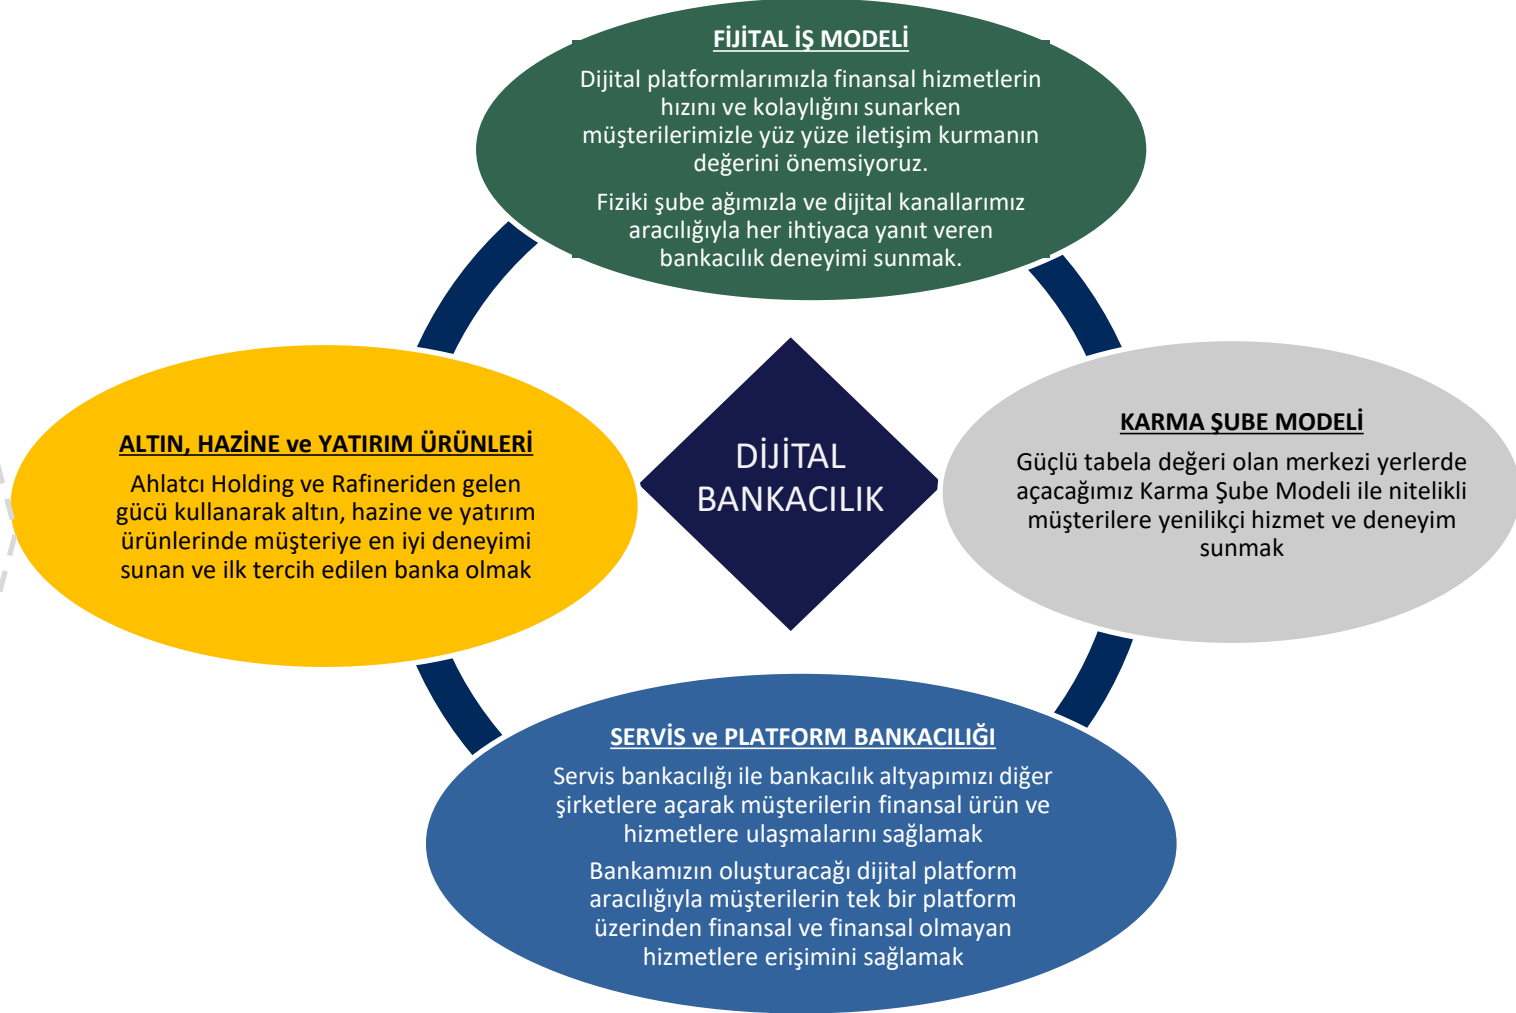 FİJİTAL İŞ MODELİ
Dijital platformlarımızla finansal hizmetlerin
hızını ve kolaylığını sunarken
müşterilerimizle yüz yüze iletişim kurmanın
değerini önemsiyoruz.
Fiziki şube ağımızla ve dijital kanallarımız
aracılığıyla her ihtiyaca yanıt veren
bankacılık deneyimi sunmak.
ALTIN, HAZİNE ve YATIRIM ÜRÜNLERİ
Ahlatcı Holding ve Rafineriden gelen
gücü kullanarak altın, hazine ve yatırım
ürünlerinde müşteriye en iyi deneyimi
sunan ve ilk tercih edilen banka olmak
DİJİTAL
BANKACILIK
KARMA ŞUBE MODELİ
Güçlü tabela değeri olan merkezi yerlerde
açacağımız Karma Şube Modeli ile nitelikli
müşterilere yenilikçi hizmet ve deneyim
sunmak
SERVİS ve PLATFORM BANKACILIĞI
Servis bankacılığı ile bankacılık altyapımızı diğer
şirketlere açarak müşterilerin finansal ürün ve
hizmetlere ulaşmalarını sağlamak
Bankamızın oluşturacağı dijital platform
aracılığıyla müşterilerin tek bir platform
üzerinden finansal ve finansal olmayan
hizmetlere erişimini sağlamak